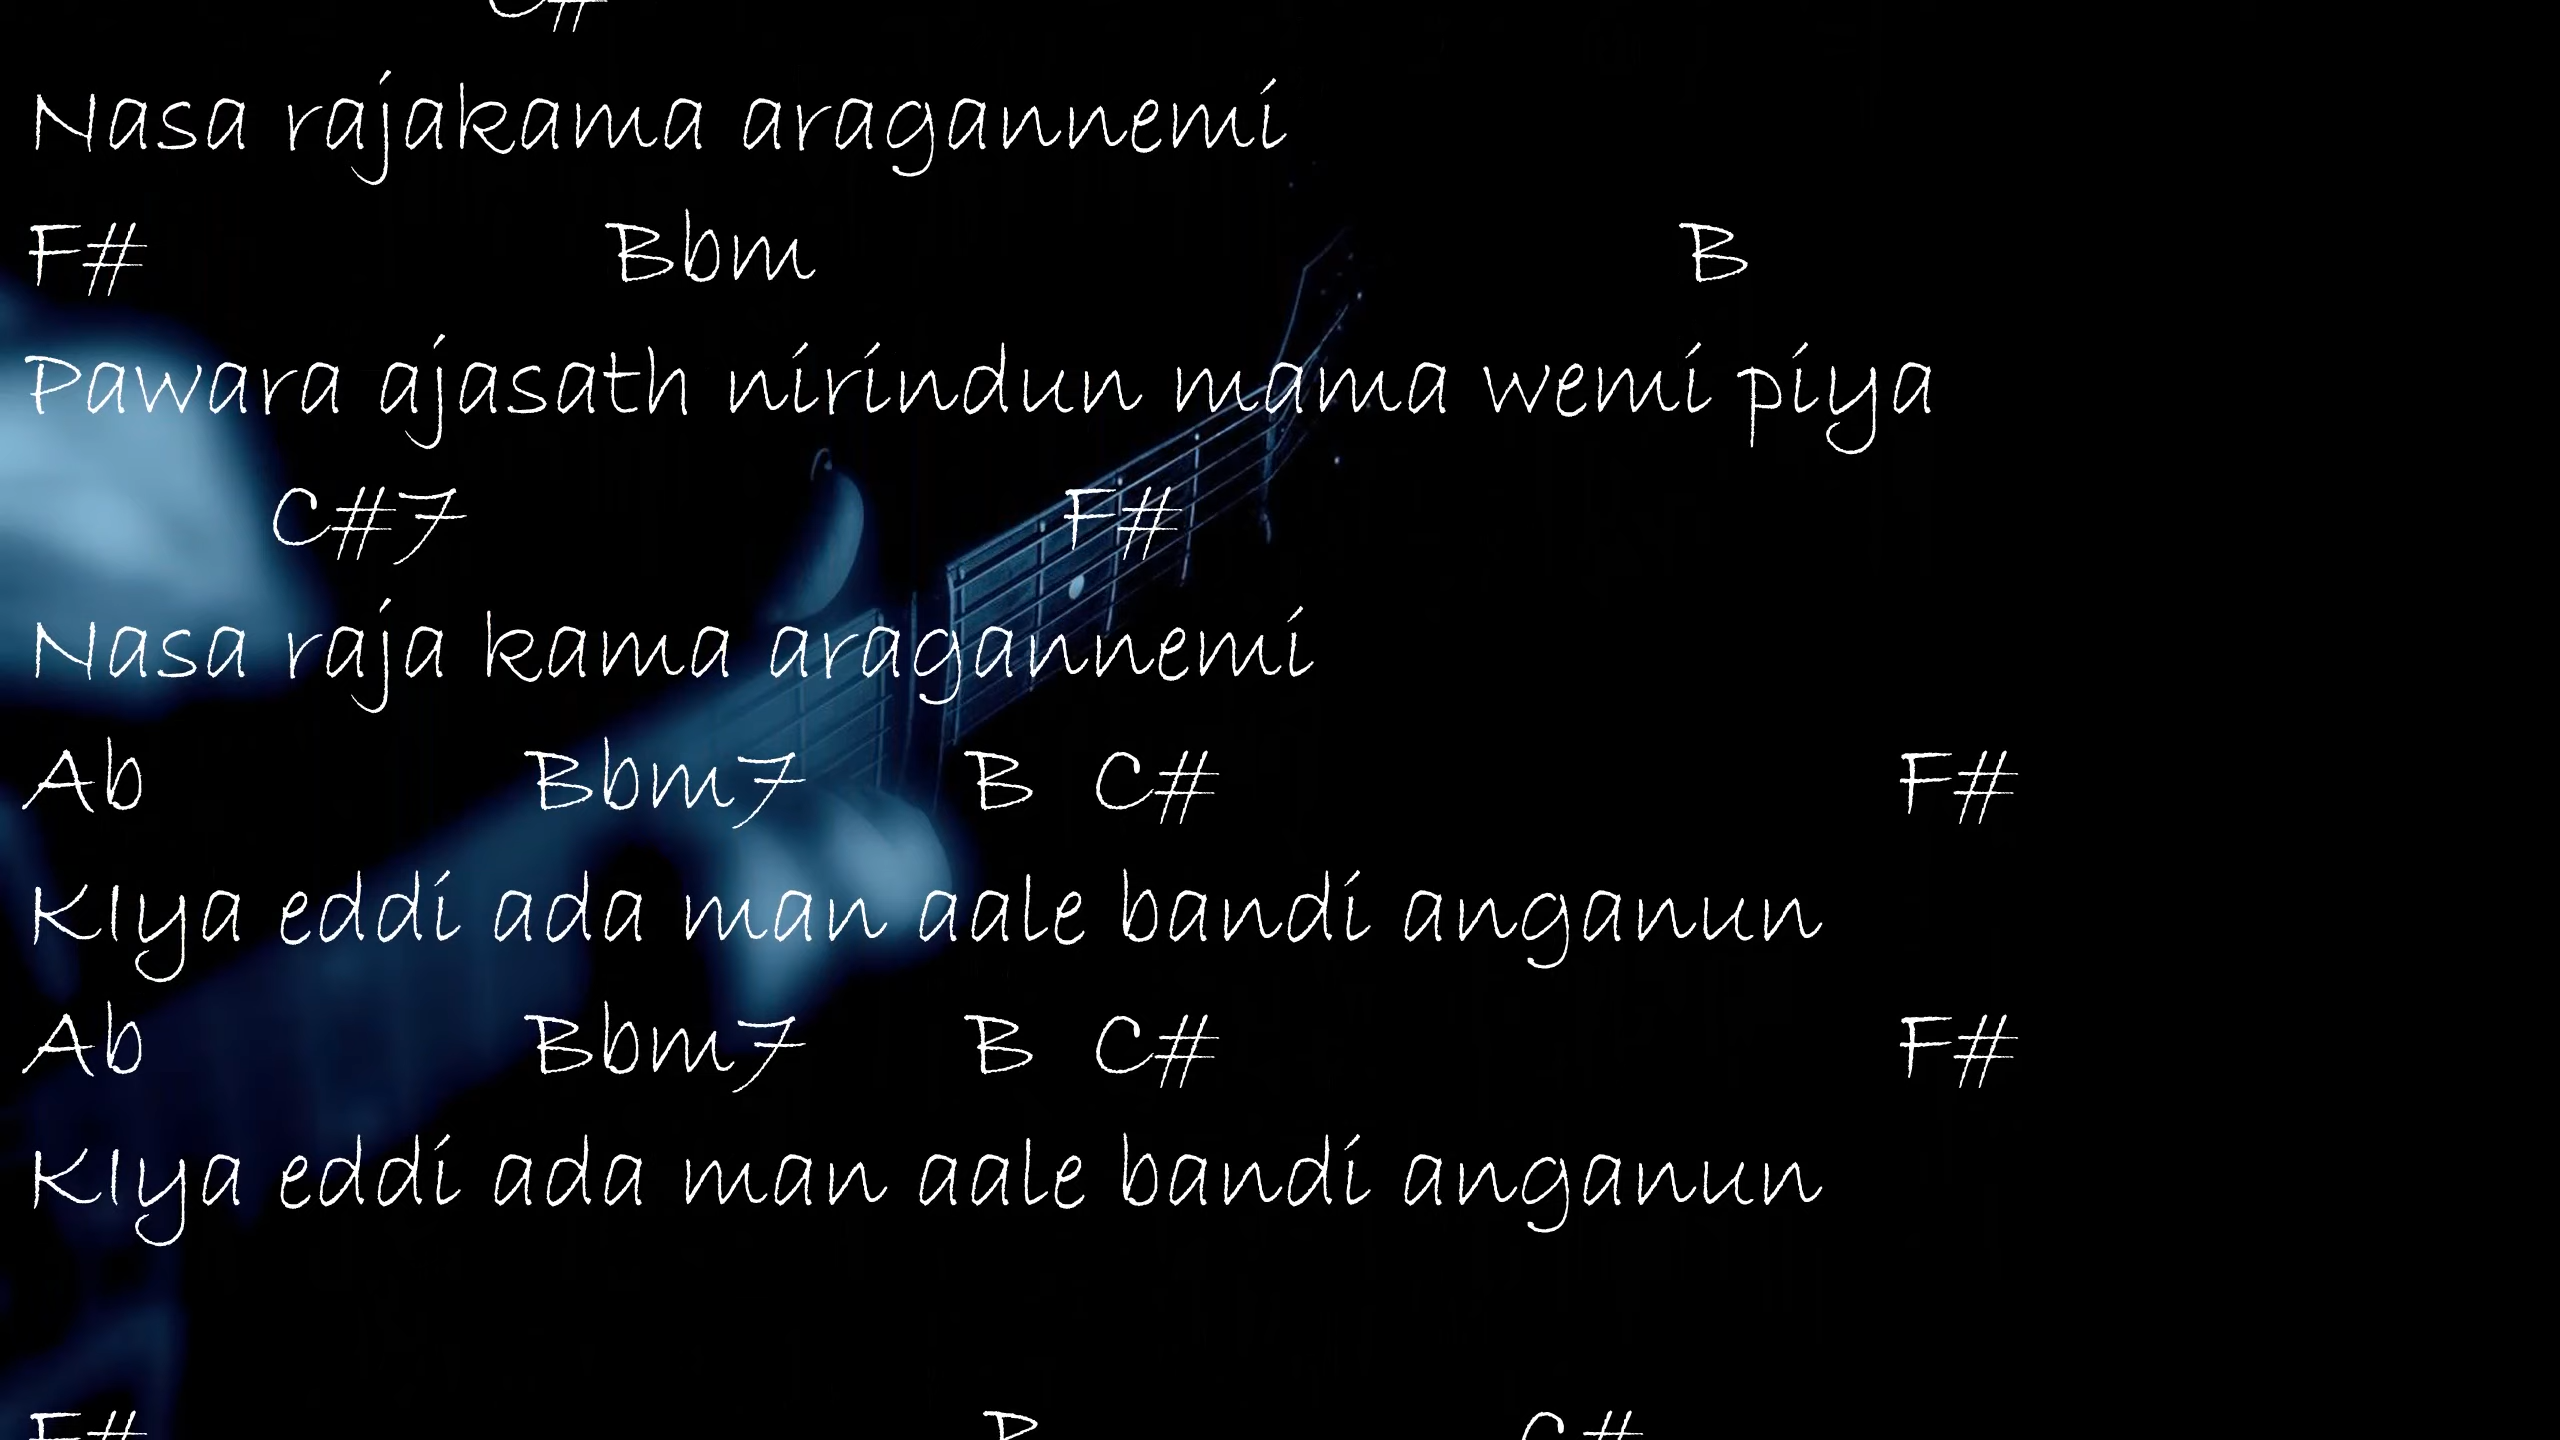 C#
Nasa rajakama aragannemi
F# Bbm B
Pawara ajasath nirindun mama wemi piya
C#7 F#
Nasa raja kama aragannemi
Ab Bbm7 B C# F#
KIya eddi ada man aale bandi anganun
Ab Bbm7 B C# F#
KIya eddi ada man aale bandi anganun
F# B C#